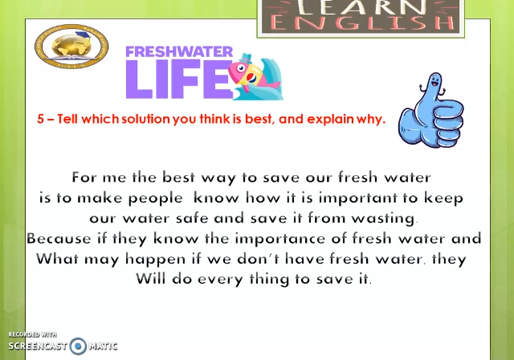 LEARN
ENGLISH
FRESHWATER
LIFE
5 – Tell which solution you think is best, and explain why.
For me the best way to save our fresh water
is to make people know how it is important to keep
our water safe and save it from wasting.
Because if they know the importance of fresh water and
What may happen if we don't have fresh water, they
Will do every thing to save it.
RECORDED WITH
SCREENCAST MATIC